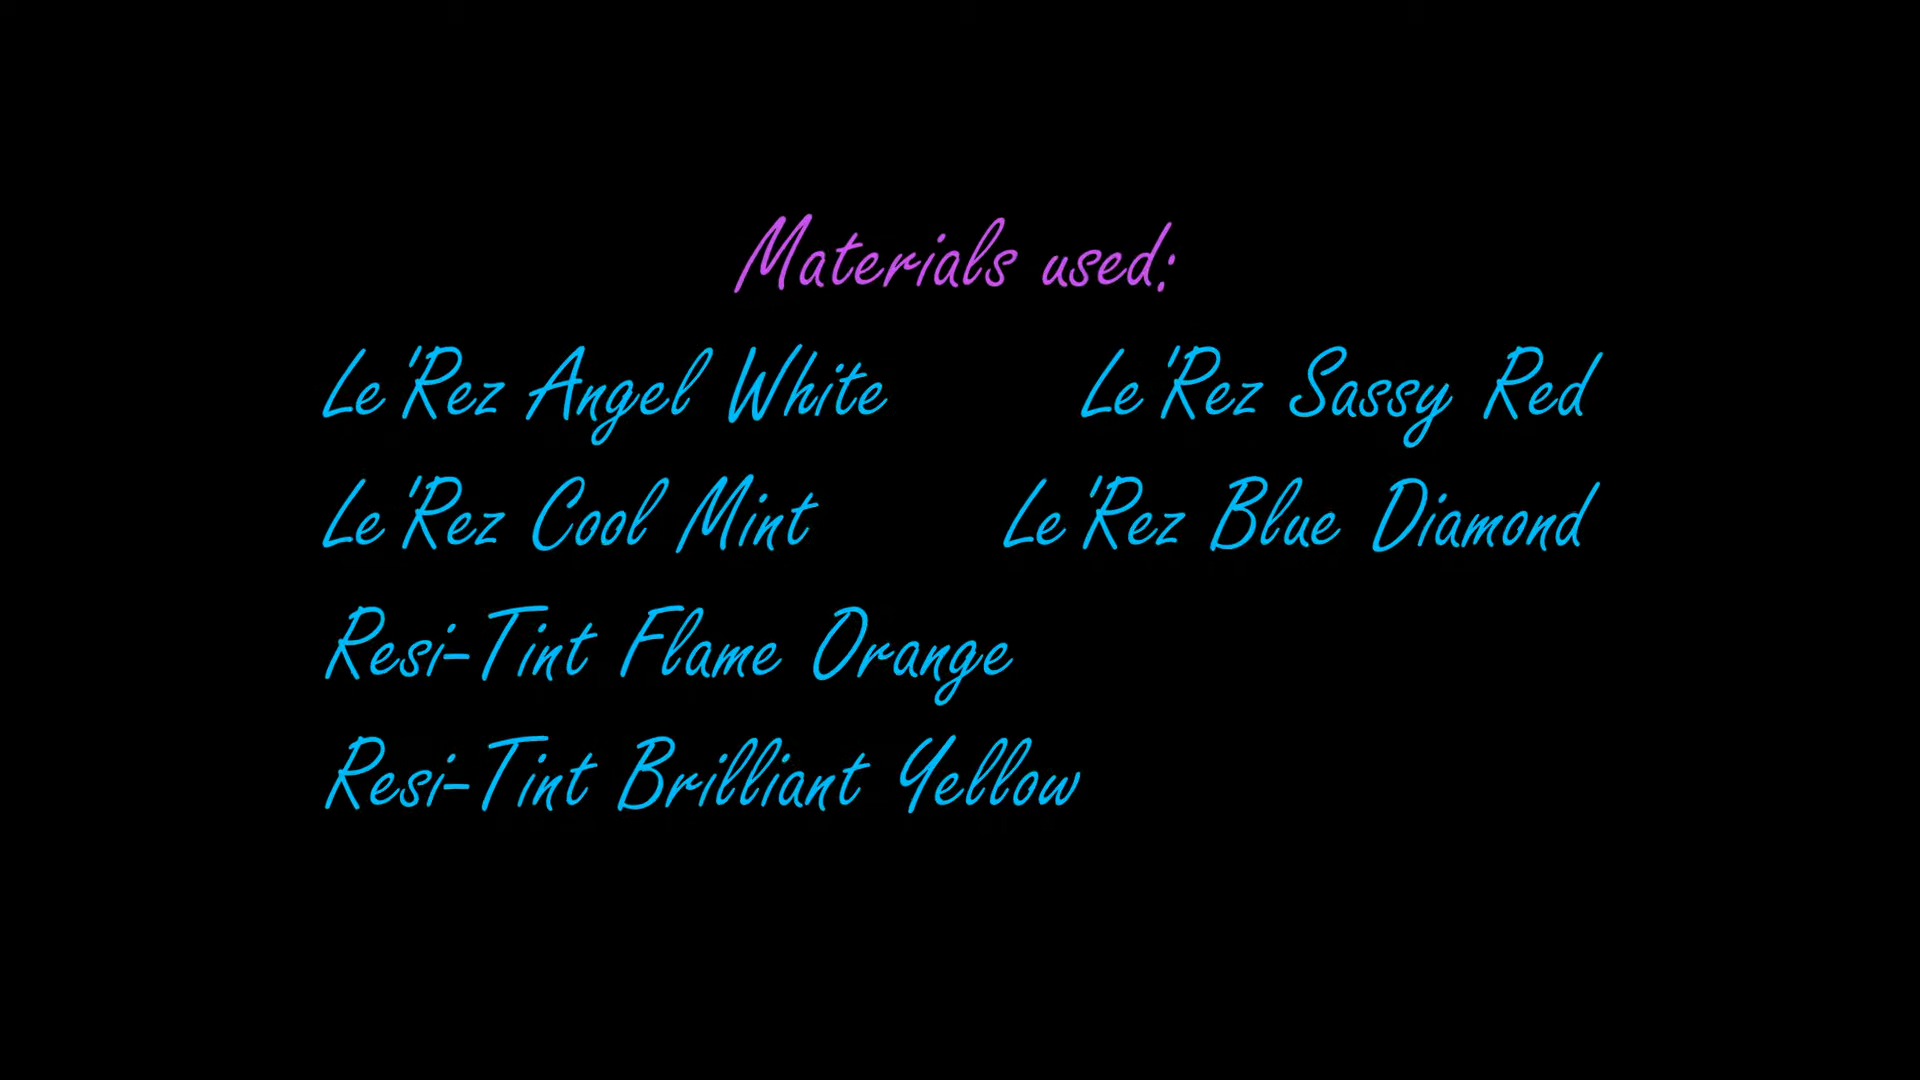 Materials used:
Le'Rez Angel White Le'Rez Sassy Red
Le'Rez Cool Mint Le'Rez Blue Diamond
Resi-Tint Flame Orange
Resi-Tint Brilliant Yellow